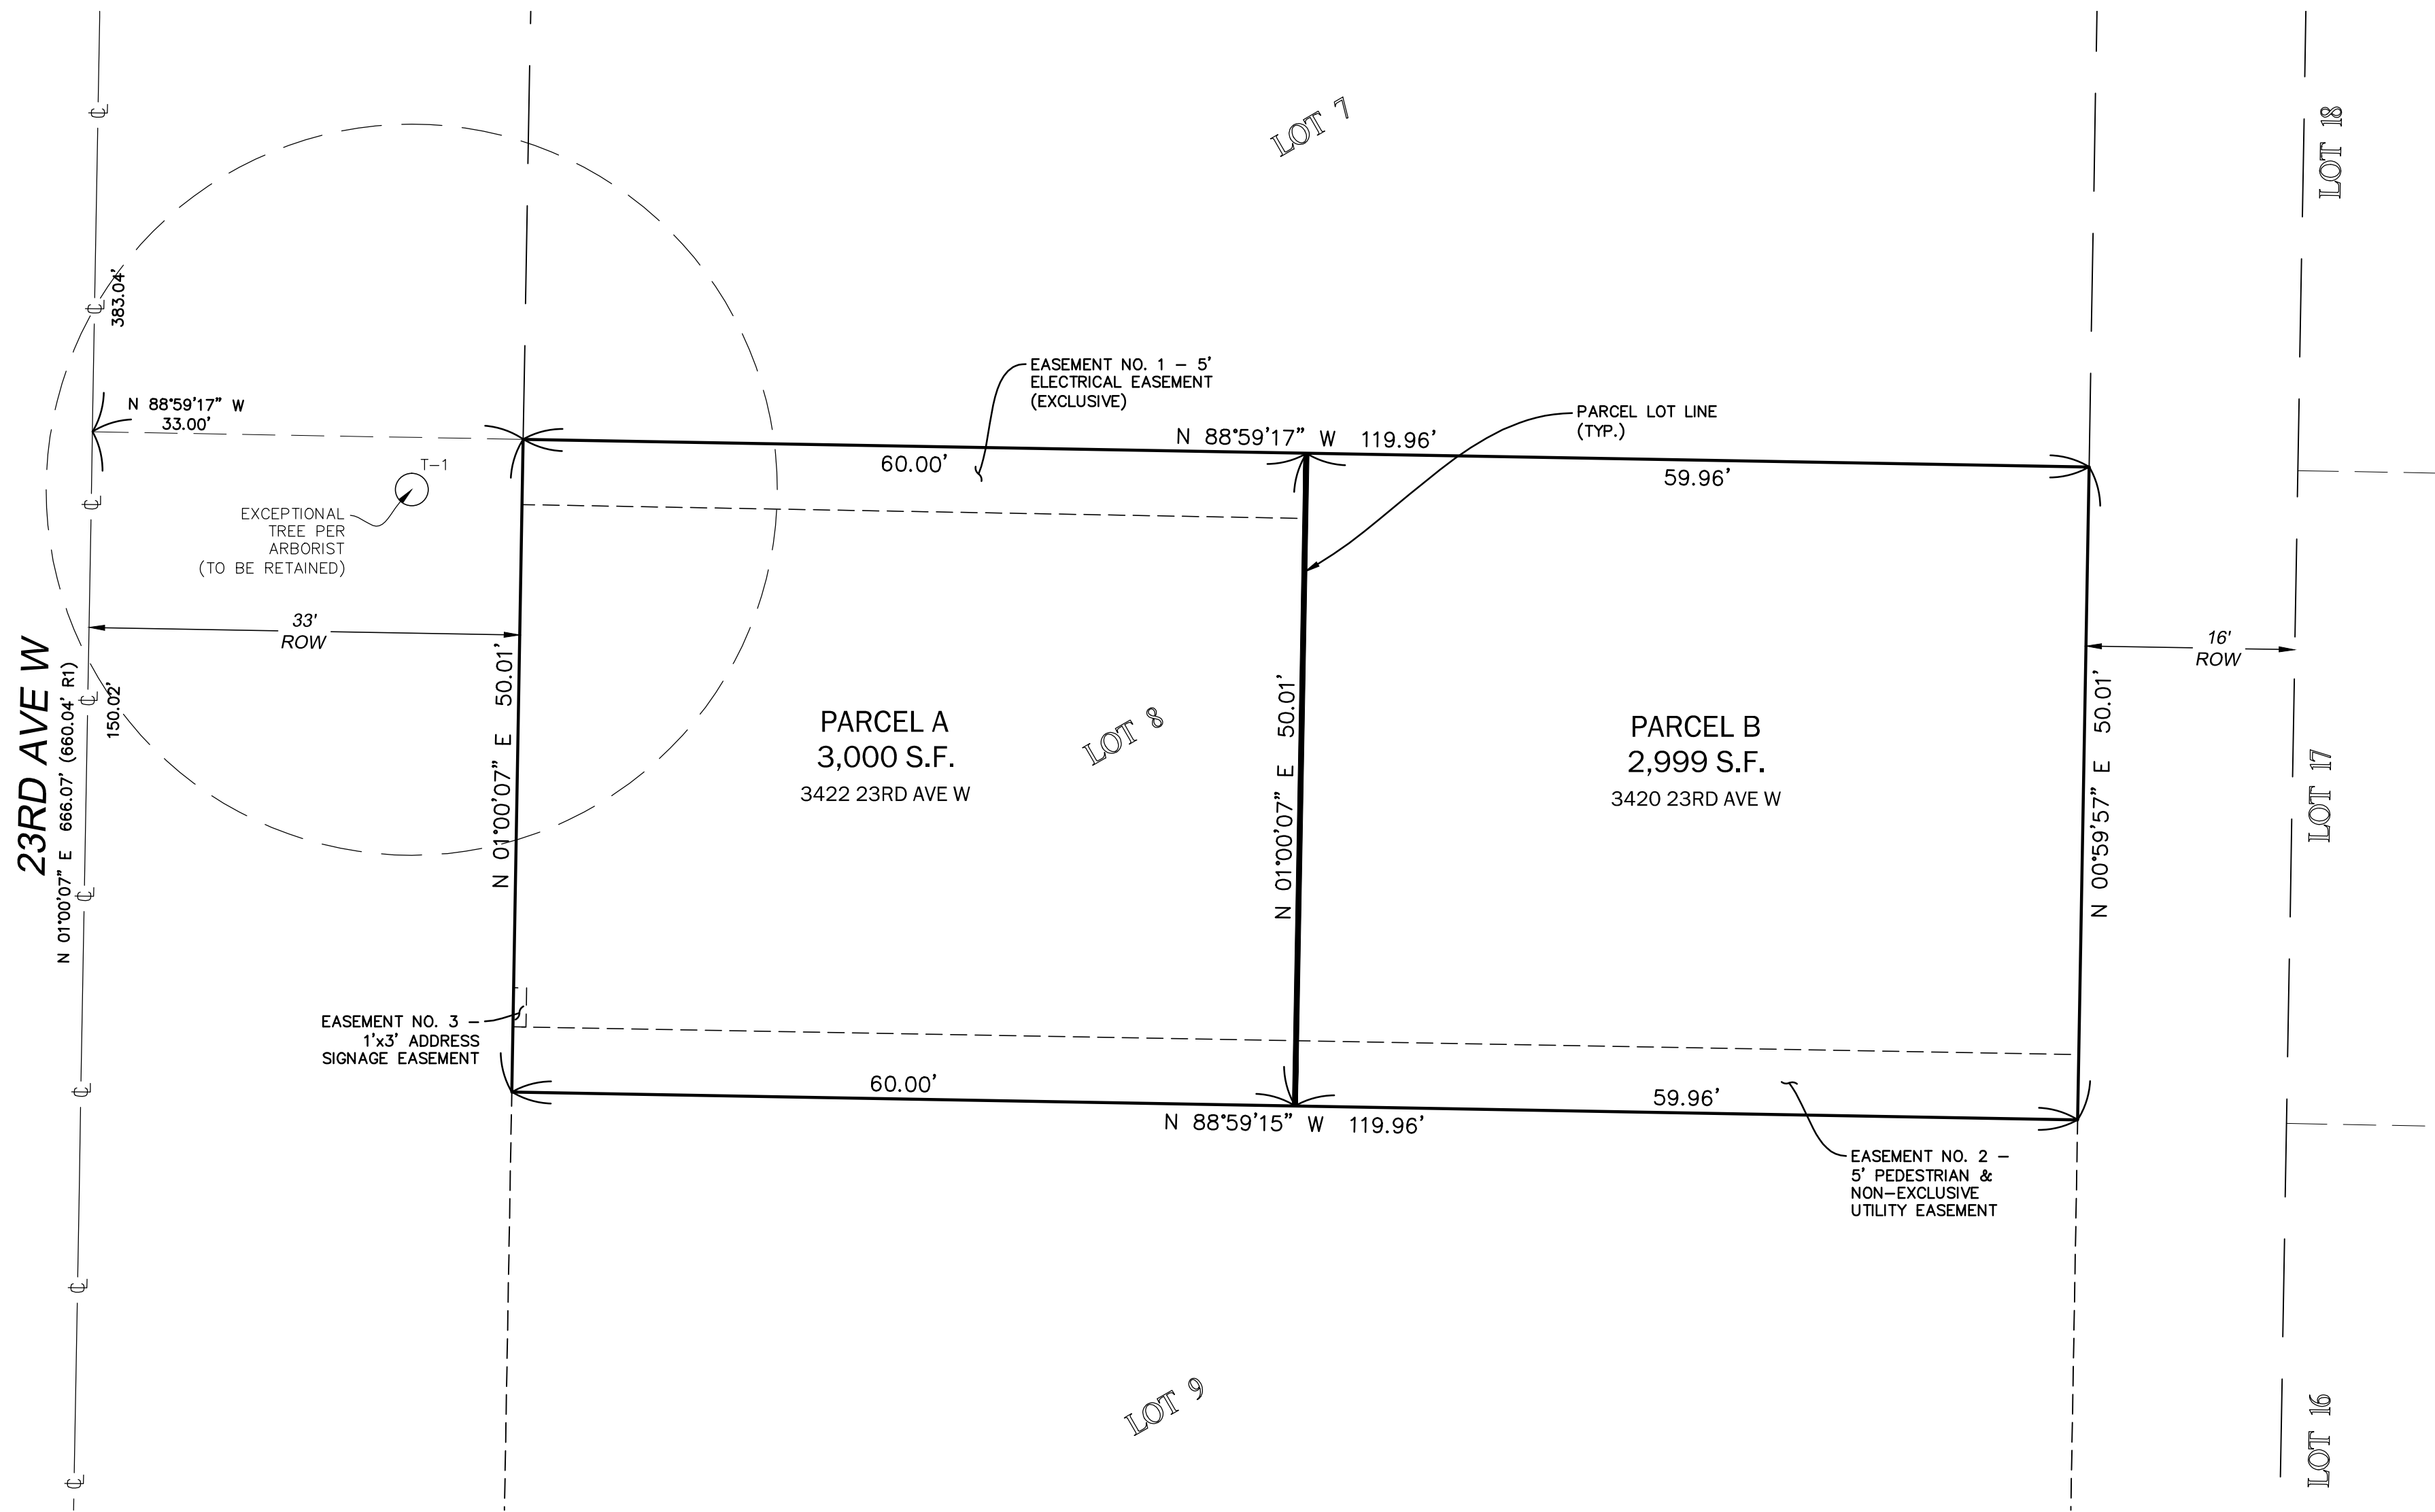 LOT 7
LOT 18
383.04'
N 88°59'17" W
33.00'
T-1
EXCEPTIONAL
TREE PER
ARBORIST
(TO BE RETAINED)
EASEMENT NO. 1 – 5'
ELECTRICAL EASEMENT
(EXCLUSIVE)
PARCEL LOT LINE
(TYP.)
N 88°59'17" W 119.96'
60.00'
59.96'
33'
ROW
16'
ROW
23RD AVE W
N 01°00'07" E 666.07' (660.04' R1)
150.02'
N 01°00'07" E 50.01'
PARCEL A
3,000 S.F.
3422 23RD AVE W
LOT 8
N 01°00'07" E 50.01'
PARCEL B
2,999 S.F.
3420 23RD AVE W
N 00°59'57" E 50.01'
LOT 17
EASEMENT NO. 3 –
1'x3' ADDRESS
SIGNAGE EASEMENT
60.00'
59.96'
N 88°59'15" W 119.96'
EASEMENT NO. 2 –
5' PEDESTRIAN &
NON-EXCLUSIVE
UTILITY EASEMENT
LOT 9
LOT 16